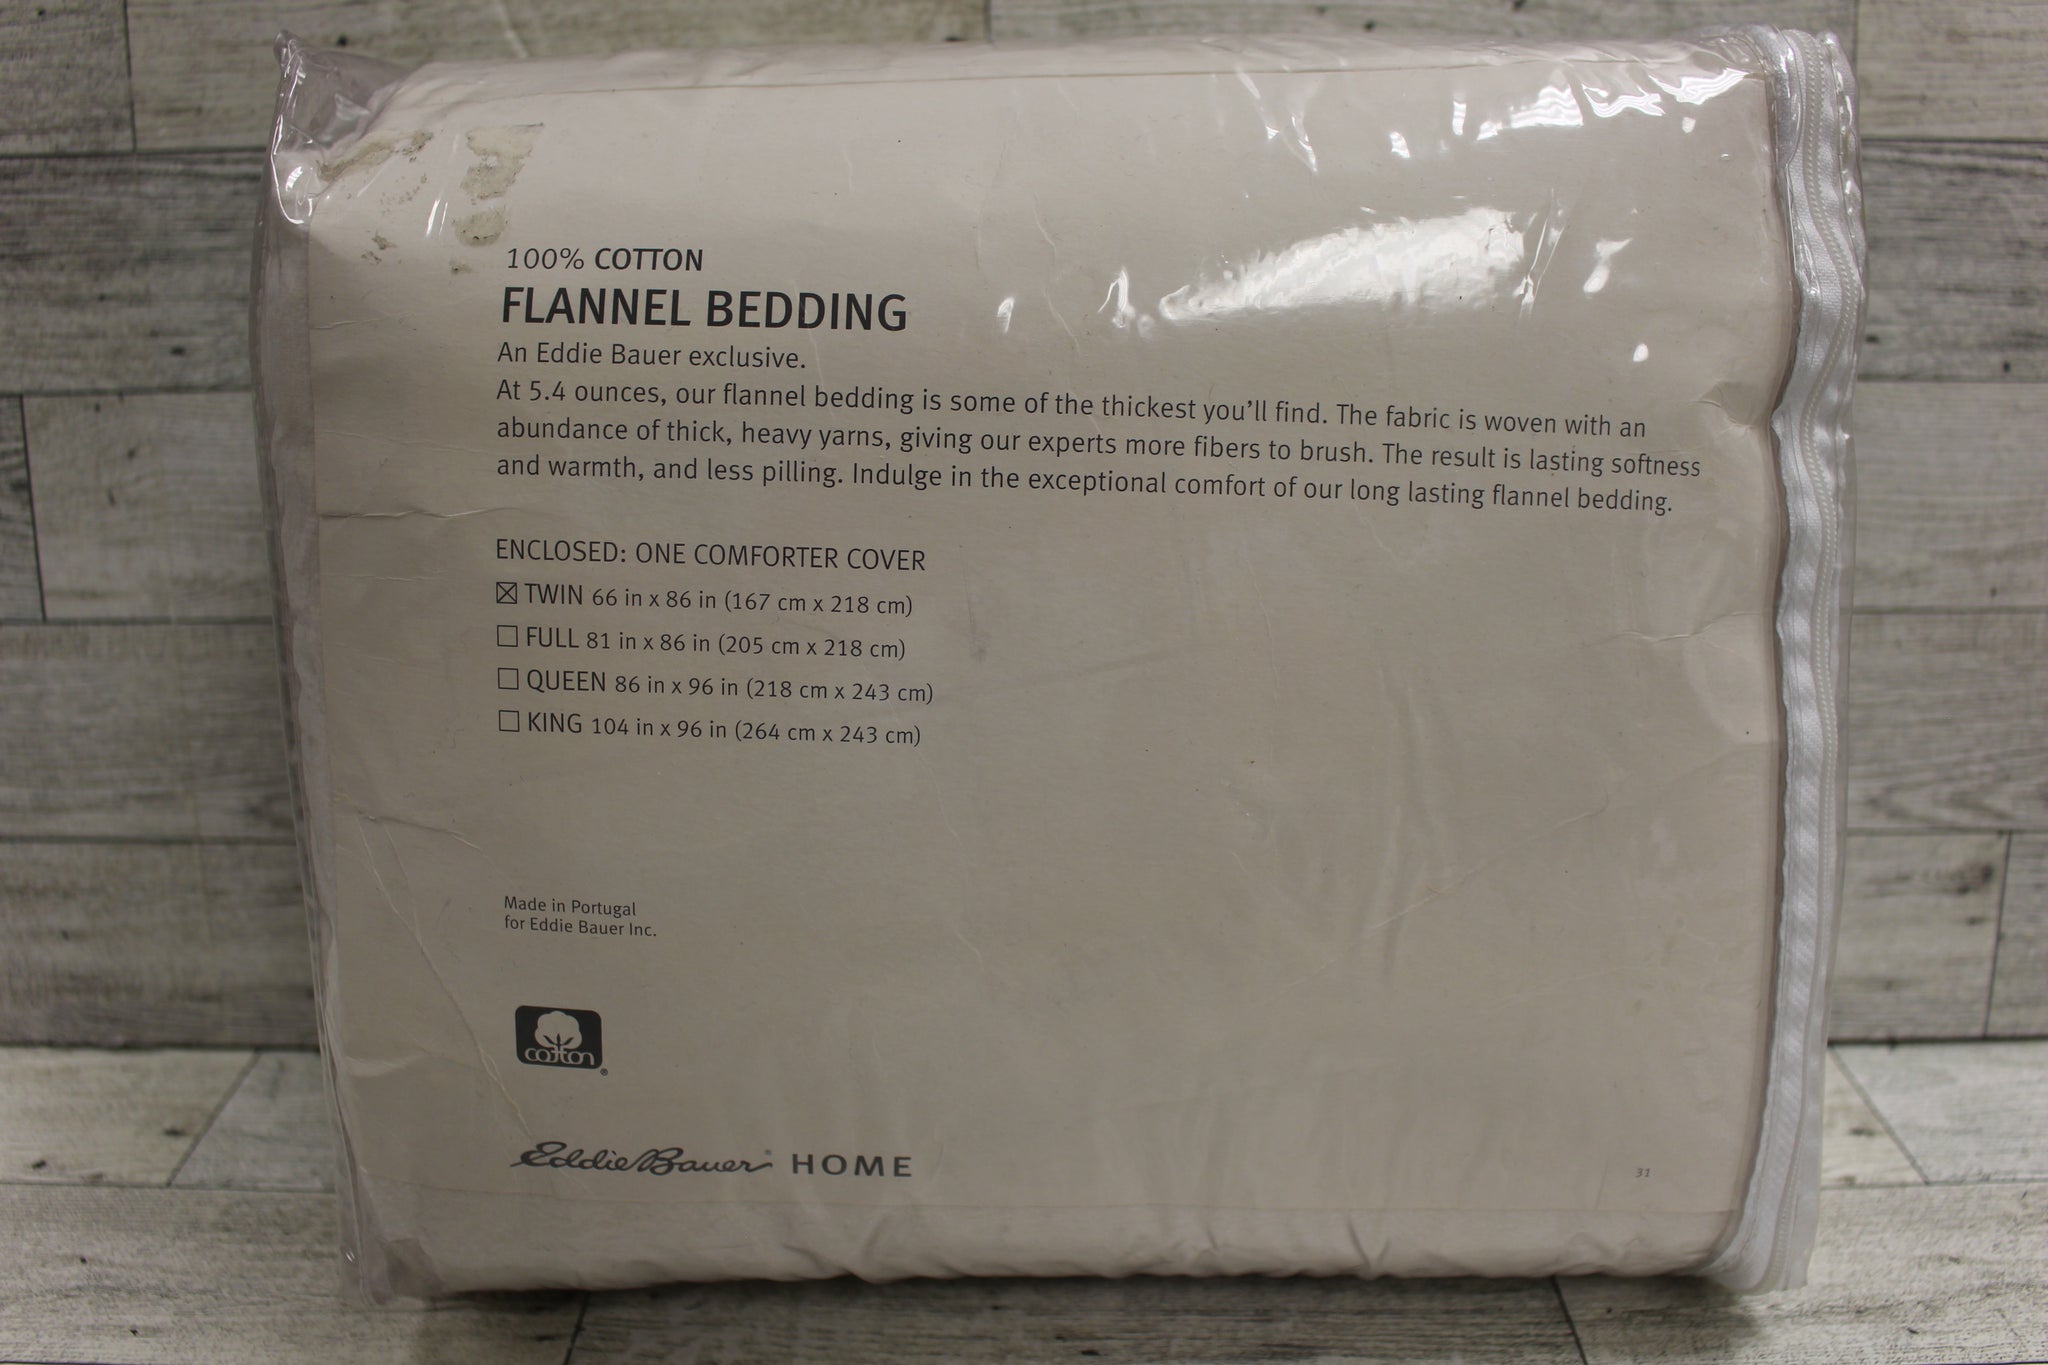 100% COTTON
FLANNEL BEDDING
An Eddie Bauer exclusive.
At 5.4 ounces, our flannel bedding is some of the thickest you'll find. The fabric is woven with an
abundance of thick, heavy yarns, giving our experts more fibers to brush. The result is lasting softness
and warmth, and less pilling. Indulge in the exceptional comfort of our long lasting flannel bedding.
ENCLOSED: ONE COMFORTER COVER
☒ TWIN 66 in x 86 in (167 cm x 218 cm)
☐ FULL 81 in x 86 in (205 cm x 218 cm)
☐ QUEEN 86 in x 96 in (218 cm x 243 cm)
☐ KING 104 in x 96 in (264 cm x 243 cm)
Made in Portugal
for Eddie Bauer Inc.
cotton®
Eddie Bauer® HOME
31